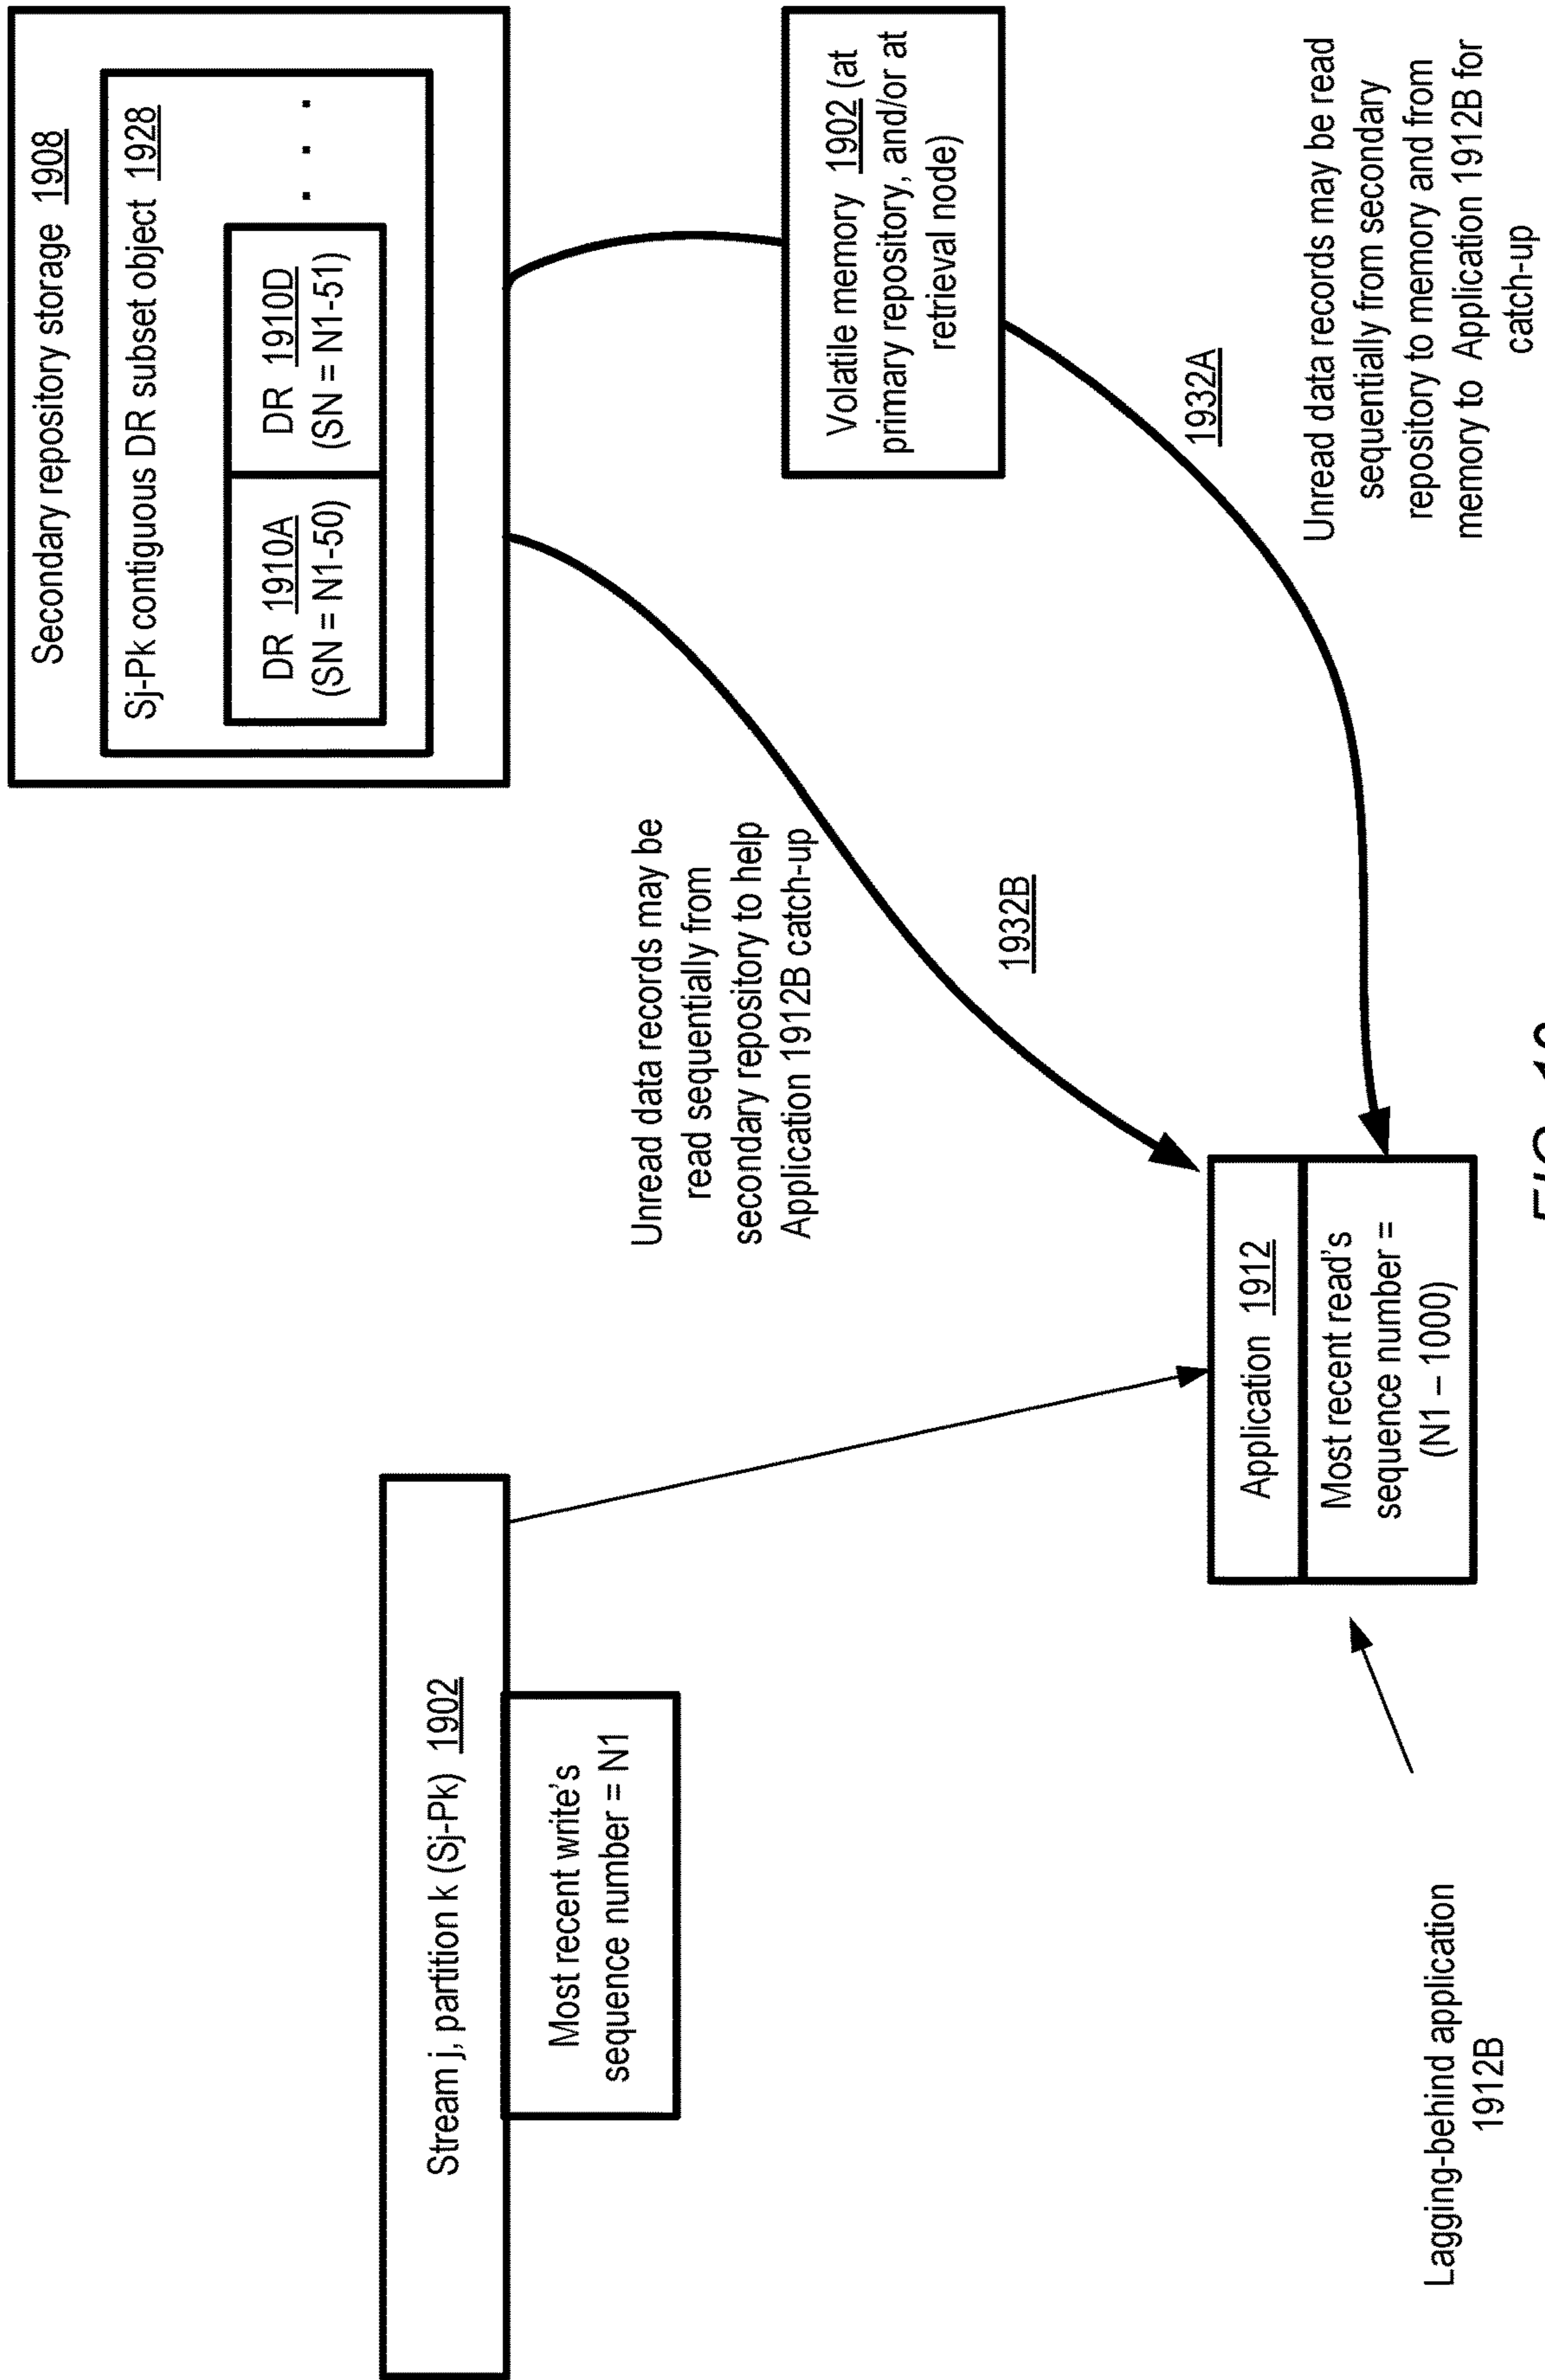 Stream j, partition k (Sj-Pk) 1902
Most recent write's
sequence number = N1
Secondary repository storage 1908
Sj-Pk contiguous DR subset object 1928
DR 1910A
(SN = N1-50)
DR 1910D
(SN = N1-51)
. . .
Unread data records may be
read sequentially from
secondary repository to help
Application 1912B catch-up
1932B
Volatile memory 1902 (at
primary repository, and/or at
retrieval node)
1932A
Unread data records may be read
sequentially from secondary
repository to memory and from
memory to Application 1912B for
catch-up
Application 1912
Most recent read's
sequence number =
(N1 – 1000)
Lagging-behind application
1912B